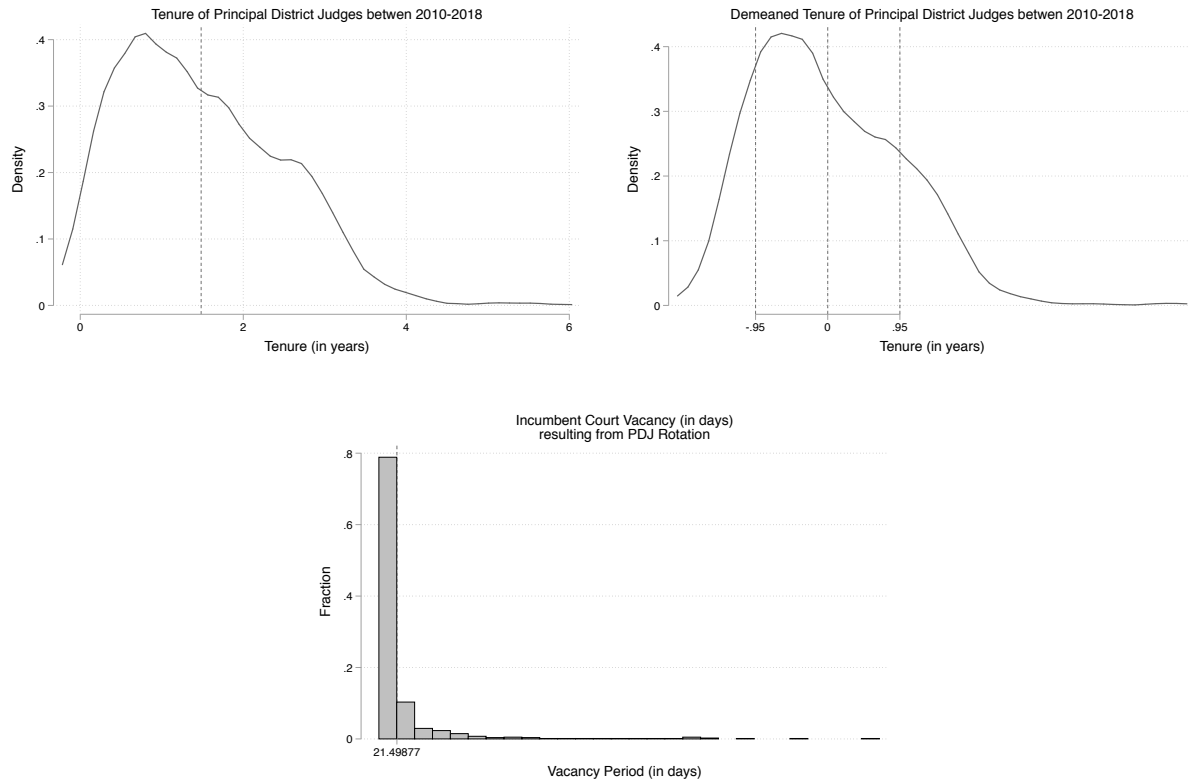 Tenure of Principal District Judges betwen 2010-2018
.4
.3
.2
.1
0
Density
0 2 4 6
Tenure (in years)
Demeaned Tenure of Principal District Judges betwen 2010-2018
.4
.3
.2
.1
0
Density
-.95 0 .95
Tenure (in years)
Incumbent Court Vacancy (in days)
resulting from PDJ Rotation
.8
.6
.4
.2
0
Fraction
21.49877
Vacancy Period (in days)